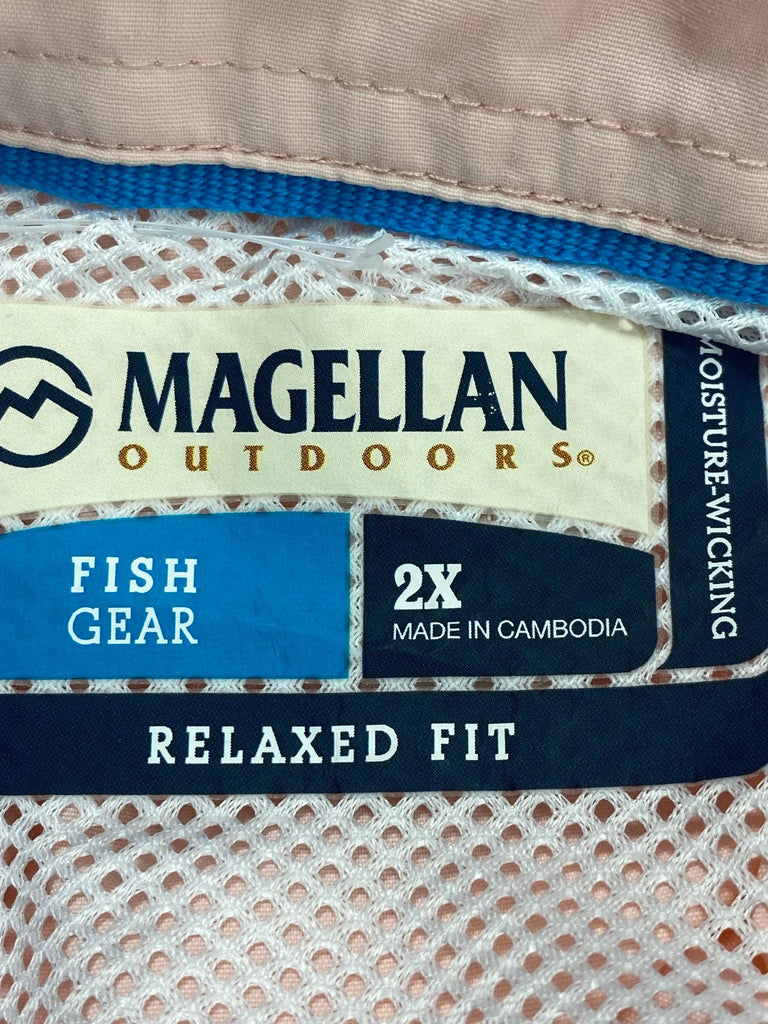 MAGELLAN
OUTDOORS®
FISH
GEAR
2X
MADE IN CAMBODIA
MOISTURE-WICKING
RELAXED FIT